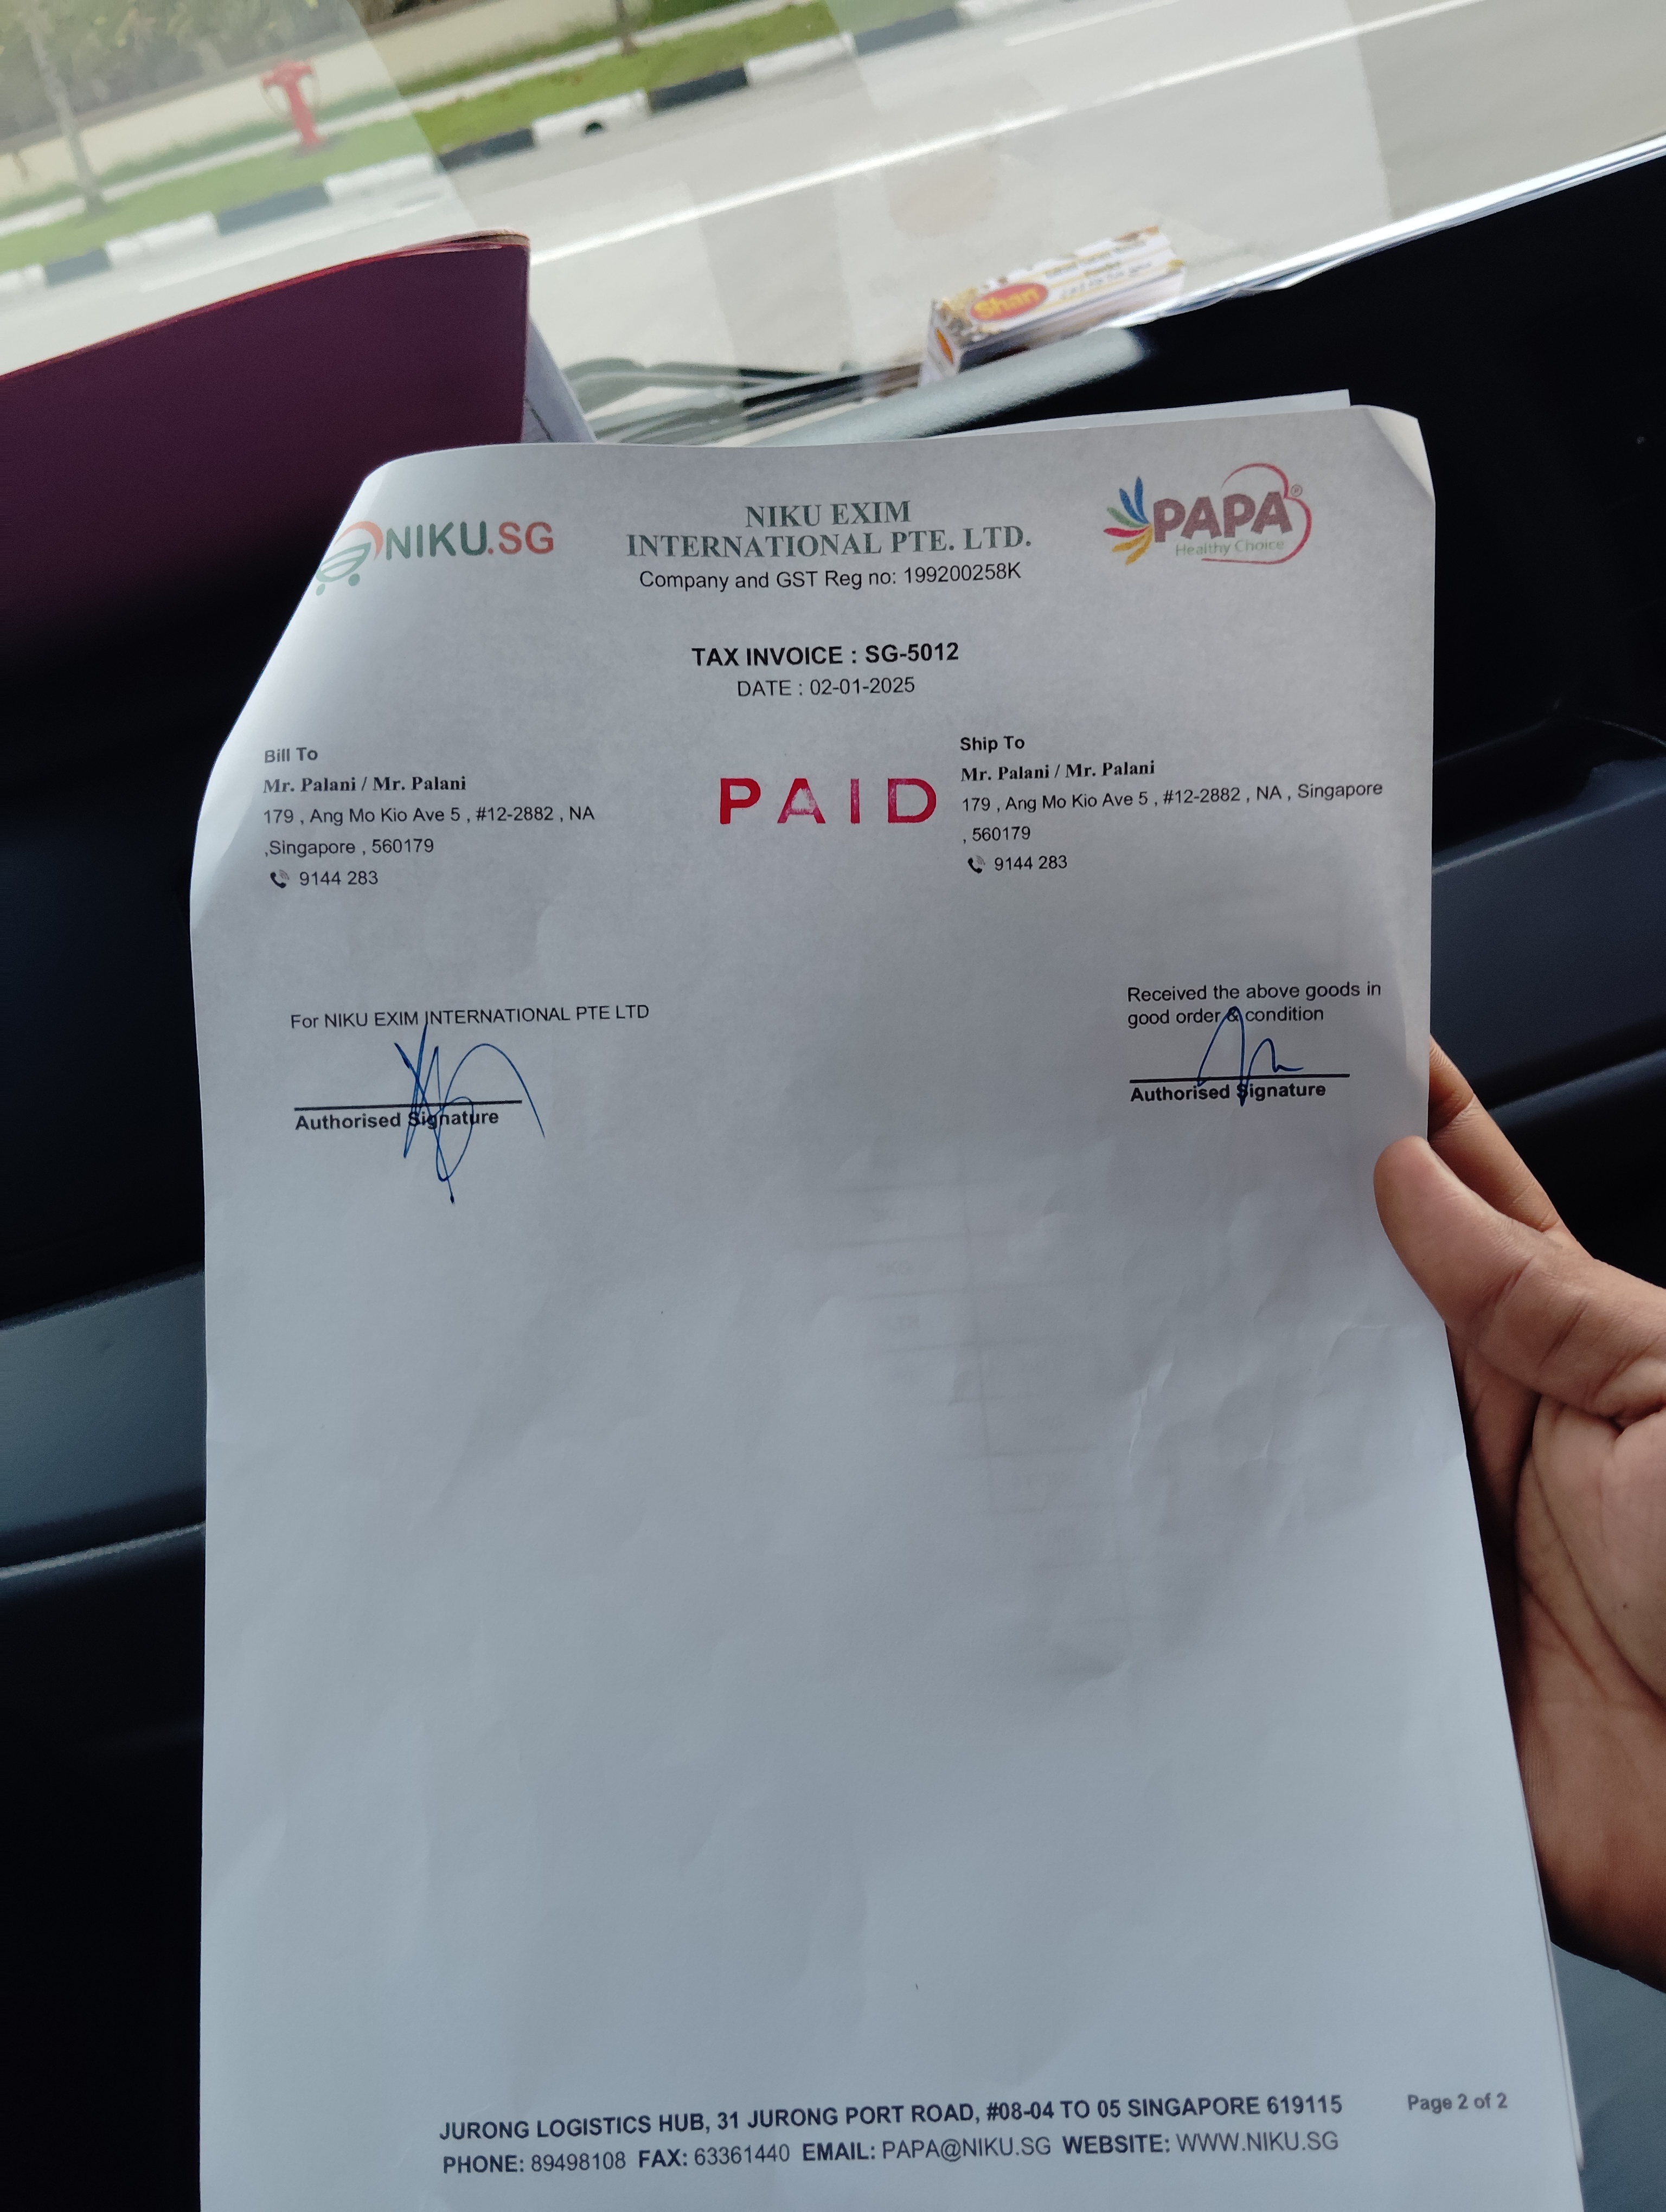 Shan
NIKU.SG
NIKU EXIM
INTERNATIONAL PTE. LTD.
Company and GST Reg no: 199200258K
PAPA®
Healthy Choice
TAX INVOICE : SG-5012
DATE : 02-01-2025
Bill To
Mr. Palani / Mr. Palani
179 , Ang Mo Kio Ave 5 , #12-2882 , NA
,Singapore , 560179
9144 283
PAID
Ship To
Mr. Palani / Mr. Palani
179 , Ang Mo Kio Ave 5 , #12-2882 , NA , Singapore
, 560179
9144 283
For NIKU EXIM INTERNATIONAL PTE LTD
Authorised Signature
Received the above goods in
good order & condition
Authorised Signature
JURONG LOGISTICS HUB, 31 JURONG PORT ROAD, #08-04 TO 05 SINGAPORE 619115
PHONE: 89498108 FAX: 63361440 EMAIL: PAPA@NIKU.SG WEBSITE: WWW.NIKU.SG
Page 2 of 2